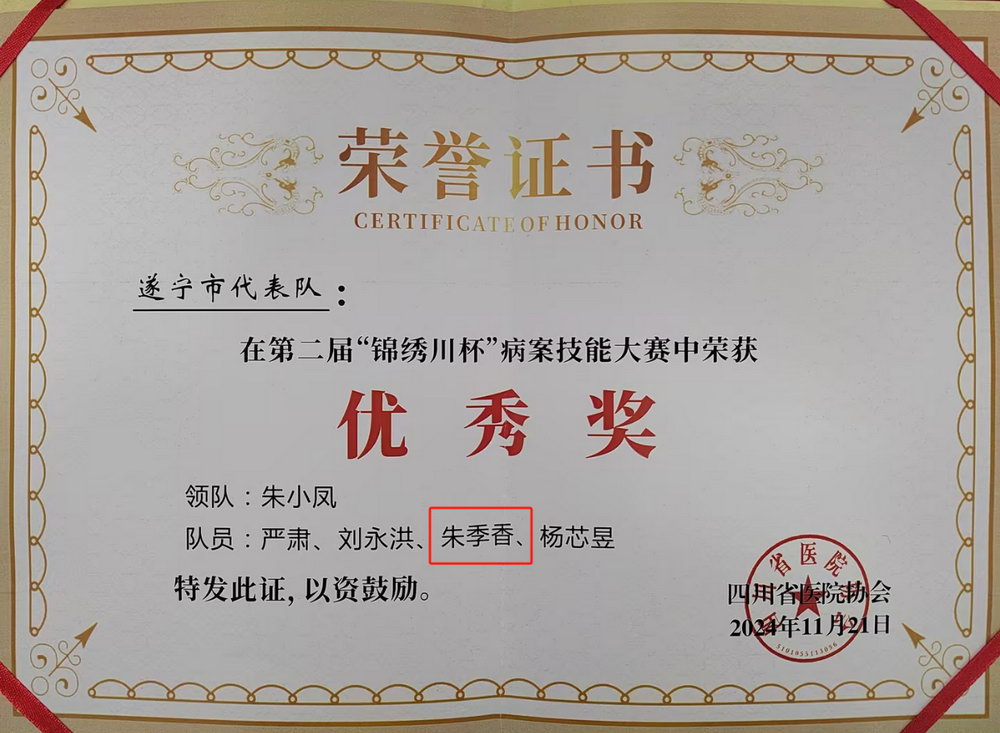 荣誉证书
CERTIFICATE OF HONOR
遂宁市代表队：
在第二届“锦绣川杯”病案技能大赛中荣获
优秀奖
领队：朱小凤
队员：严肃、刘永洪、朱季香、杨芯昱
特发此证，以资鼓励。
四川省医院协会
2024年11月21日